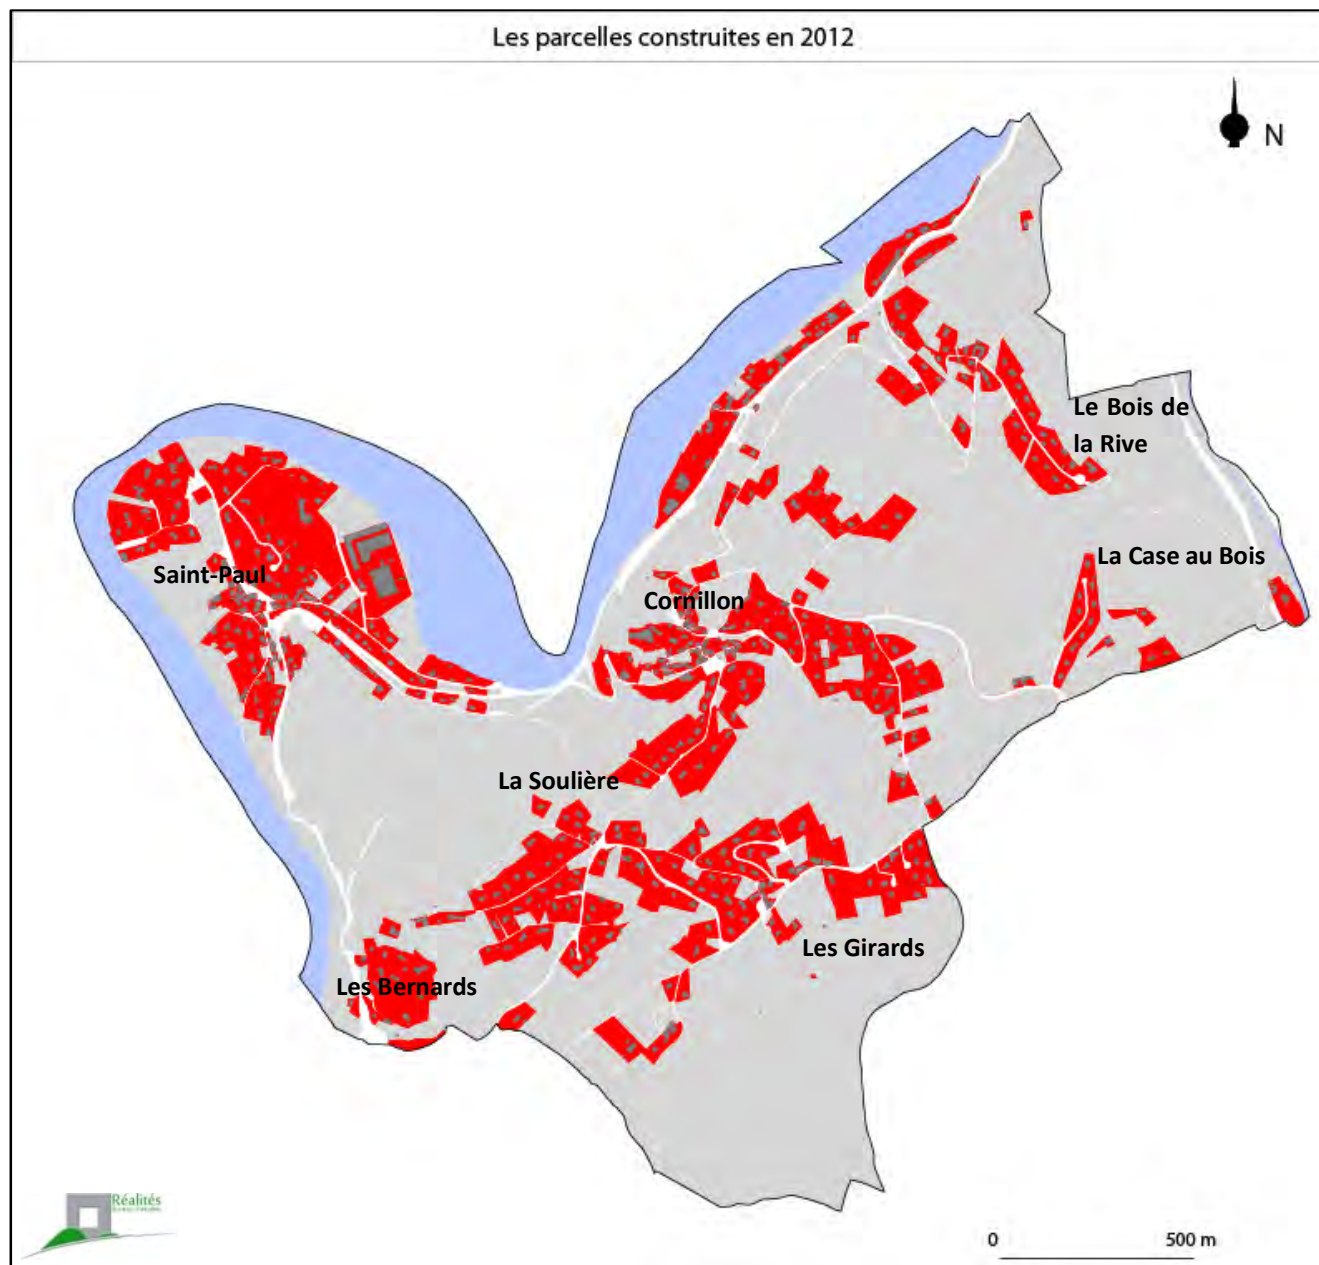 Les parcelles construites en 2012
N
Le Bois de
la Rive
La Case au Bois
Saint-Paul
Cornillon
La Soulière
Les Girards
Les Bernards
Réalités
0 500 m